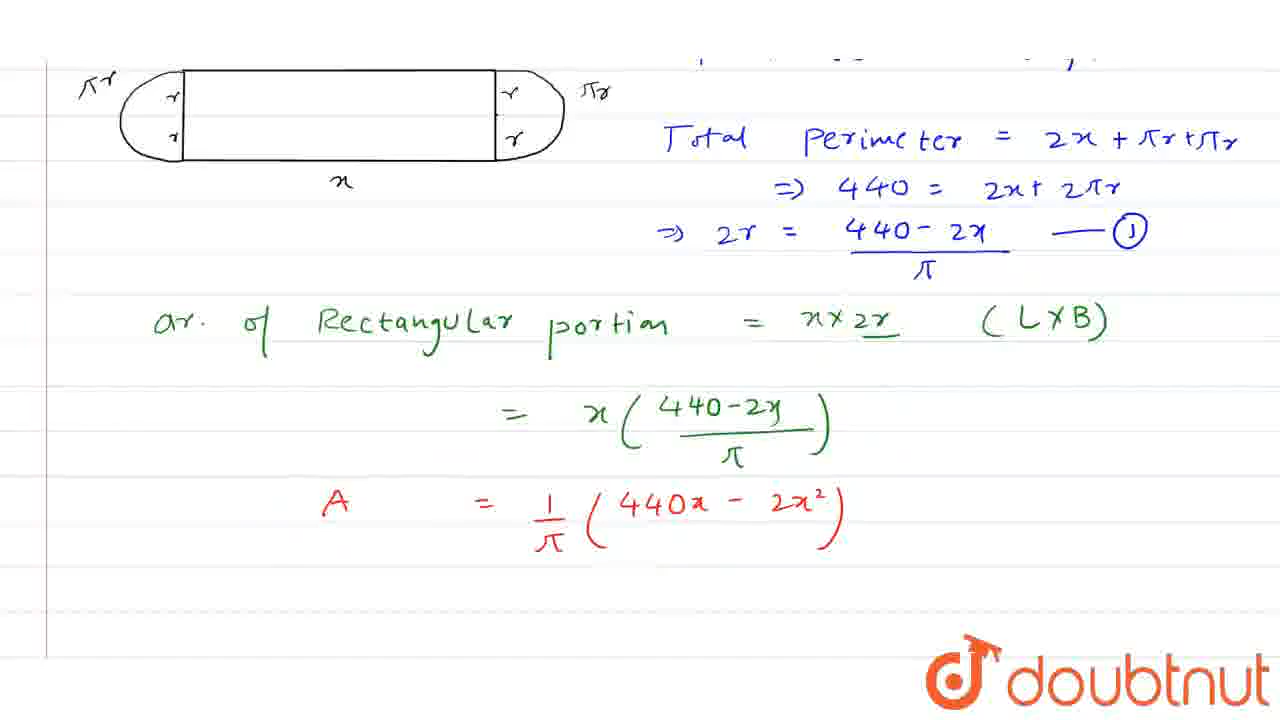 πr r r πr
r r
x
Total perimeter = 2x + πr + πr
⇒ 440 = 2x + 2πr
⇒ 2r = (440 - 2x)/π — ①
ar. of Rectangular portion = x × 2r (L×B)
= x((440 - 2x)/π)
A = 1/π (440x - 2x²)
doubtnut